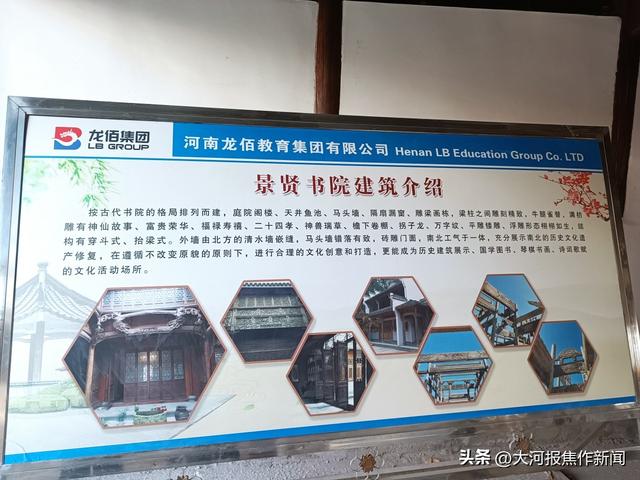 龙佰集团
LB GROUP
河南龙佰教育集团有限公司 Henan LB Education Group Co. LTD
景贤书院建筑介绍
按古代书院的格局排列而建，庭院阁楼、天井鱼池、马头墙、隔扇漏窗、雕梁画栋，梁柱之间雕刻精致，牛腿雀替，满枋
雕有神仙故事、富贵荣华、福禄寿禧、二十四孝、神兽瑞草、檐下卷棚、拐子龙、万字纹、平雕镂雕、浮雕形态栩栩如生，结
构有穿斗式、抬梁式。外墙由北方的清水墙嵌缝，马头墙错落有致，砖雕门面，南北工气于一体，充分展示南北的历史文化遗
产修复，在遵循不改变原貌的原则下，进行合理的文化创意和打造，更能成为历史建筑展示、国学图书、琴棋书画、诗词歌赋
的文化活动场所。
头条 @大河报焦作新闻